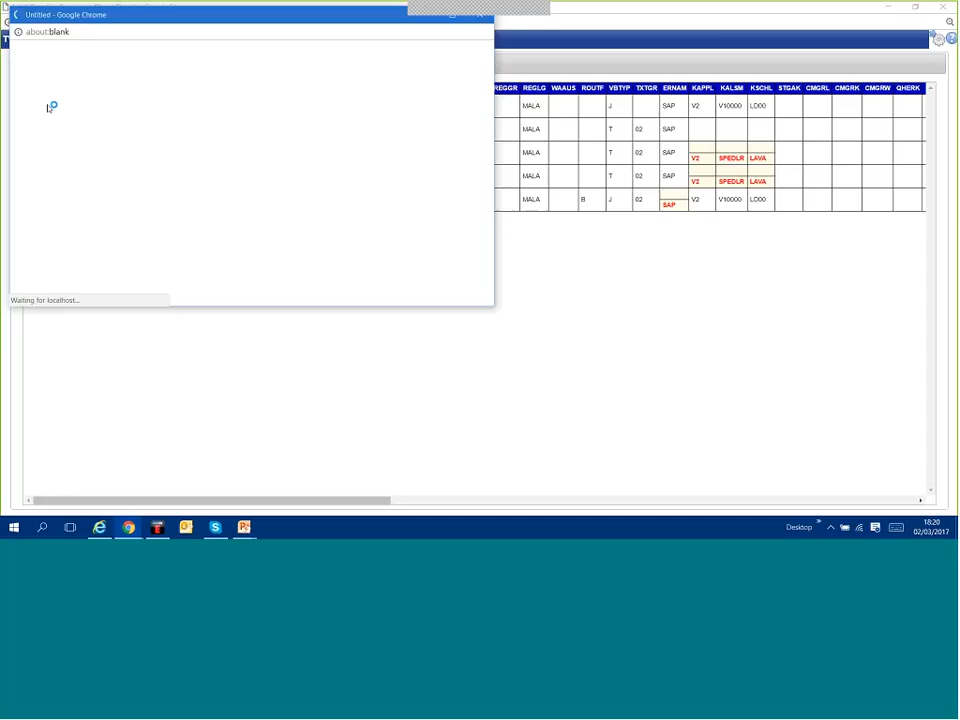 Untitled - Google Chrome
about:blank
REGGR REGLG WAAUS ROUTF VBTYP TXTGR ERNAM KAPPL KALSM KSCHL STGAK CMGRL CMGRK CMGRW QHERK
MALA J SAP V2 V10000 LD00
MALA T 02 SAP
MALA T 02 SAP
V2 SPEDLR LAVA
MALA T 02 SAP
V2 SPEDLR LAVA
MALA B J 02 V2 V10000 LD00
SAP
Waiting for localhost...
Desktop
18:20
02/03/2017